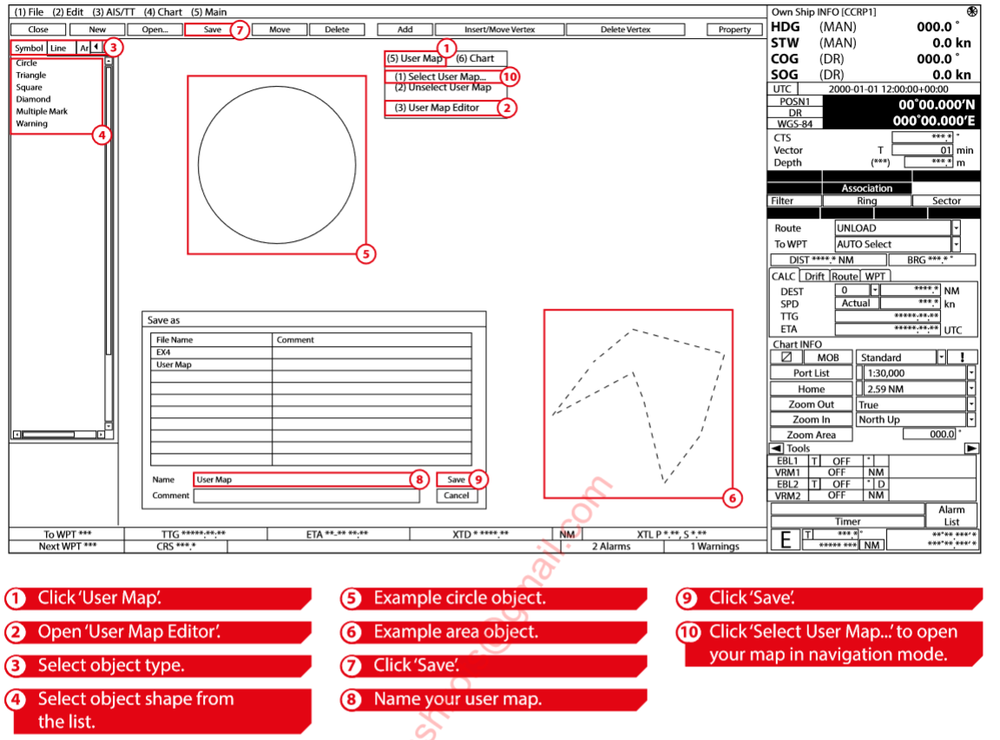 (1) File (2) Edit (3) AIS/TT (4) Chart (5) Main
Close New Open... Save 7 Move Delete Add Insert/Move Vertex Delete Vertex Property
Symbol Line Ar 3
Circle
Triangle
Square
Diamond
Multiple Mark
Warning
4
1
(5) User Map (6) Chart
(1) Select User Map... 10
(2) Unselect User Map
(3) User Map Editor 2
5
Save as
File Name Comment
EX4
User Map
Name User Map 8 Save 9
Comment Cancel
6
To WPT *** TTG *****:**:** ETA **-** **:** XTD * ****.** NM XTL P *.**, S *.**
Next WPT *** CRS ***.* 2 Alarms 1 Warnings
Own Ship INFO [CCRP1]
HDG (MAN) 000.0 °
STW (MAN) 0.0 kn
COG (DR) 000.0 °
SOG (DR) 0.0 kn
UTC 2000-01-01 12:00:00+00:00
POSN1 00°00.000'N
DR
WGS-84 000°00.000'E
CTS ***.* °
Vector T 01 min
Depth (***) ***.* m
Association
Filter Ring Sector
Route UNLOAD
To WPT AUTO Select
DIST ****.* NM BRG ***.* °
CALC Drift Route WPT
DEST 0 ****.* NM
SPD Actual ***.* kn
TTG *****:**:**
ETA *****:**:** UTC
Chart INFO
MOB Standard !
Port List 1:30,000
Home 2.59 NM
Zoom Out True
Zoom In North Up
Zoom Area 000.0 °
Tools
EBL1 T OFF °
VRM1 OFF NM
EBL2 T OFF ° D
VRM2 OFF NM
Timer Alarm List
E T ***.* ° ***°**.***' *
***** *** NM ***°**.***' *
1 Click 'User Map'.
2 Open 'User Map Editor'.
3 Select object type.
4 Select object shape from
the list.
5 Example circle object.
6 Example area object.
7 Click 'Save'.
8 Name your user map.
9 Click 'Save'.
10 Click 'Select User Map...' to open
your map in navigation mode.